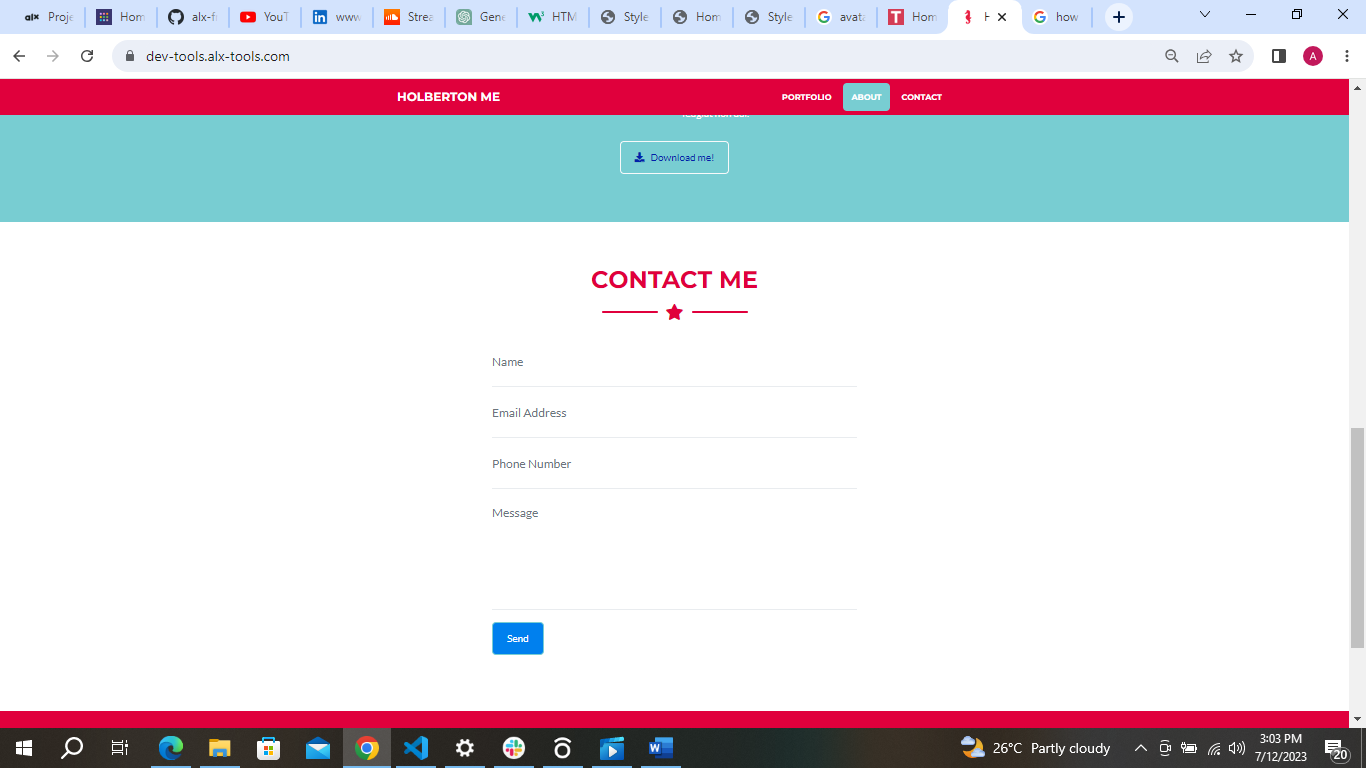 alx Proje Hom alx-f YouT www Strea Gene HTM Style Hom Style avata Hom H how
dev-tools.alx-tools.com A
HOLBERTON ME PORTFOLIO ABOUT CONTACT
Download me!
CONTACT ME
Name
Email Address
Phone Number
Message
Send
26°C Partly cloudy 3:03 PM
7/12/2023 20